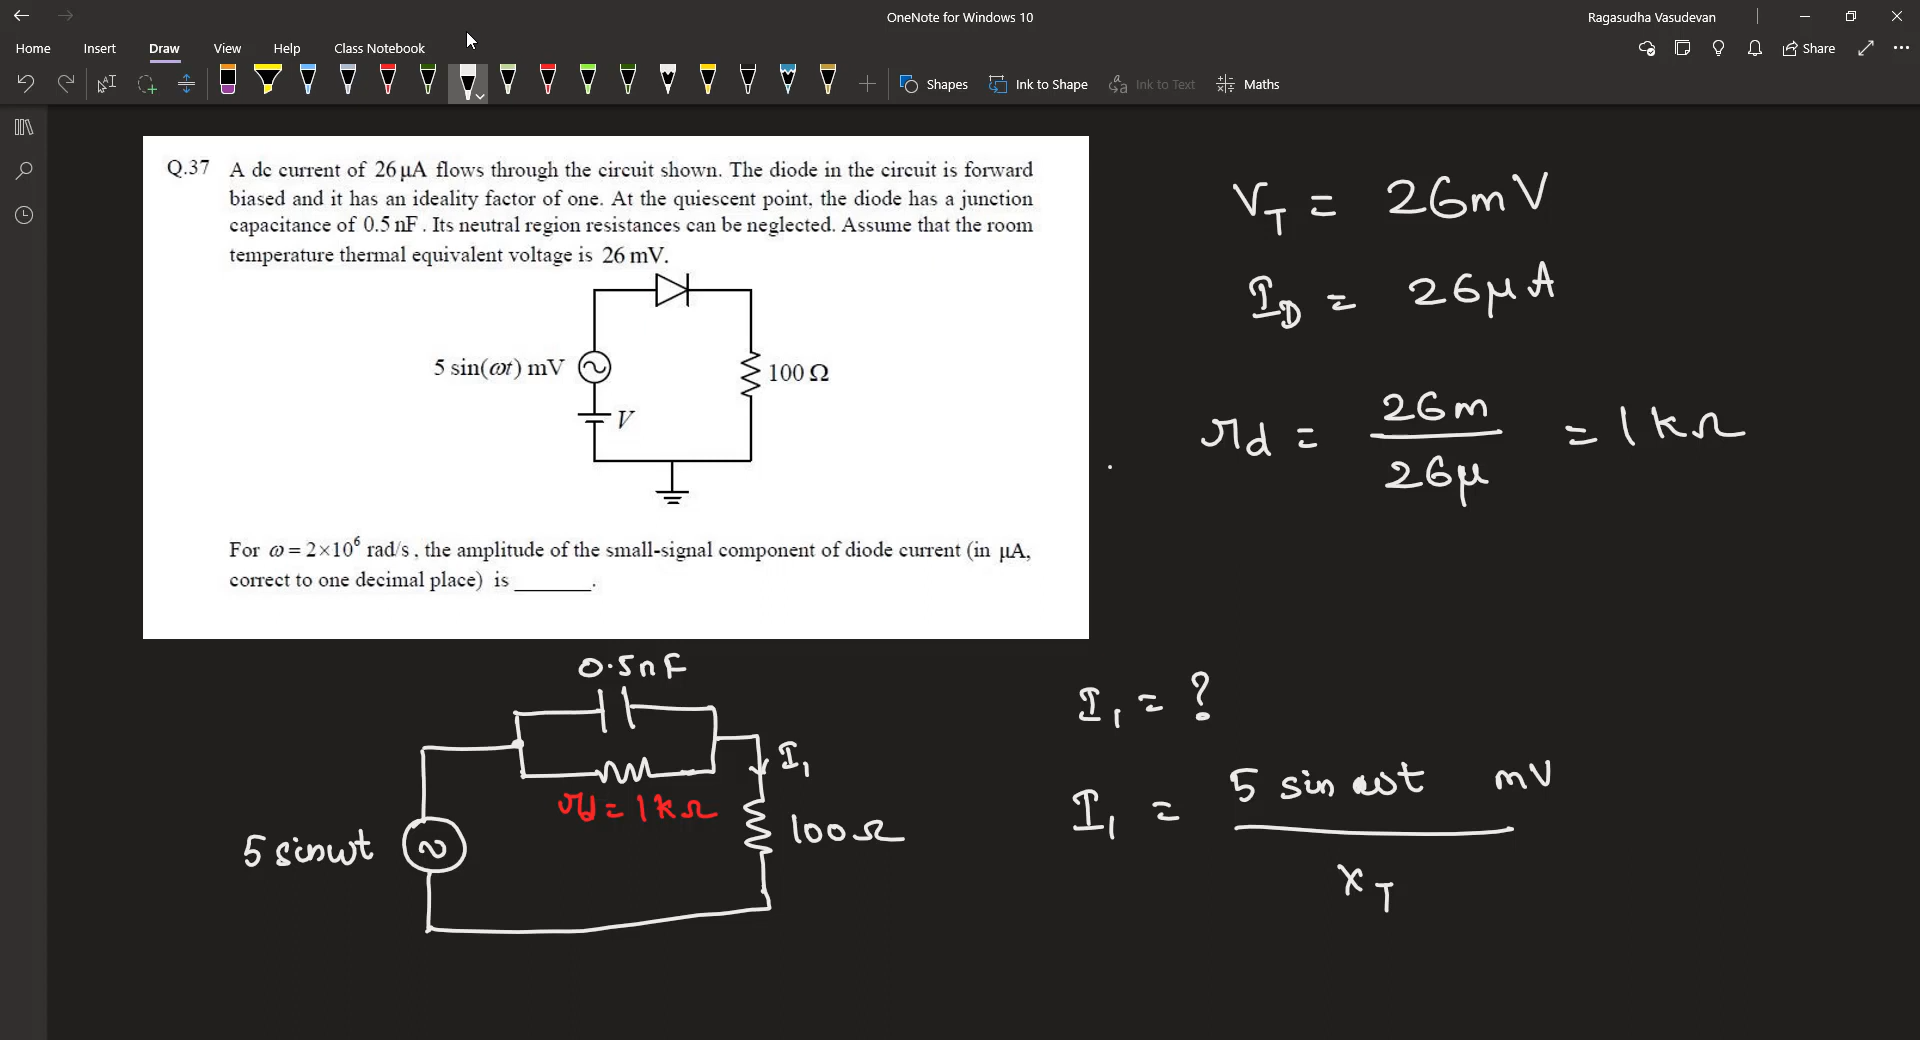 OneNote for Windows 10
Ragasudha Vasudevan
Home Insert Draw View Help Class Notebook
Share
Shapes Ink to Shape Ink to Text Maths
Q.37 A dc current of 26 μA flows through the circuit shown. The diode in the circuit is forward
biased and it has an ideality factor of one. At the quiescent point, the diode has a junction
capacitance of 0.5 nF. Its neutral region resistances can be neglected. Assume that the room
temperature thermal equivalent voltage is 26 mV.
5 sin(ωt) mV
100 Ω
V
For ω = 2×10⁶ rad/s, the amplitude of the small-signal component of diode current (in μA,
correct to one decimal place) is ________.
V_T = 26mV
I_D = 26μA
rd = 26m / 26μ = 1kΩ
0.5nF
I₁
rd = 1kΩ
5 sinωt
100Ω
I₁ = ?
I₁ = 5 sin ωt mV
X_T